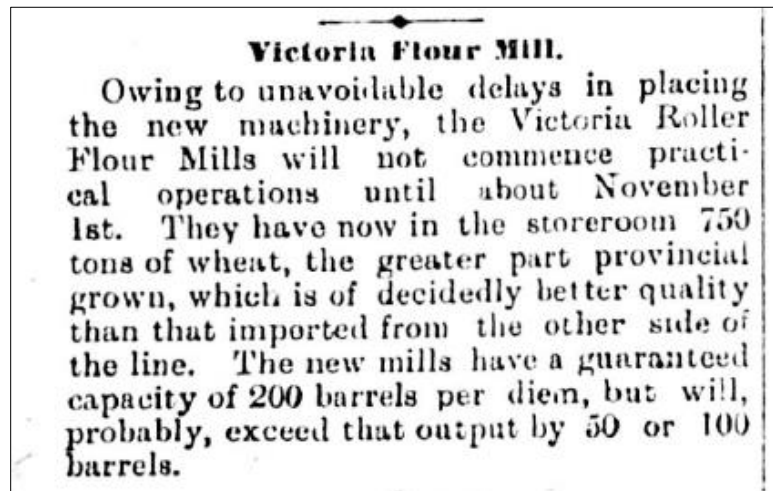 Victoria Flour Mill.
Owing to unavoidable delays in placing
the new machinery, the Victoria Roller
Flour Mills will not commence practi-
cal operations until about November
1st. They have now in the storeroom 750
tons of wheat, the greater part provincial
grown, which is of decidedly better quality
than that imported from the other side of
the line. The new mills have a guaranteed
capacity of 200 barrels per diem, but will,
probably, exceed that output by 50 or 100
barrels.